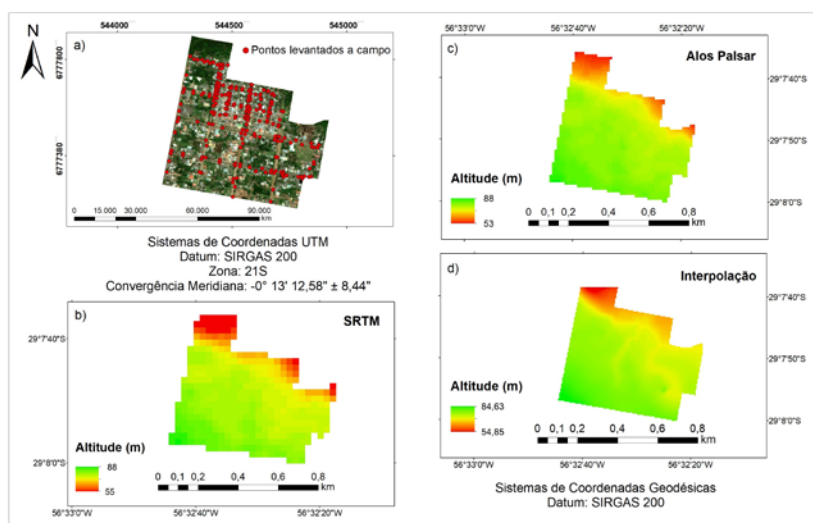 N
a)
544000
544500
545000
6777800
6777380
Pontos levantados a campo
0 15.000 30.000 60.000 90.000
km
Sistemas de Coordenadas UTM
Datum: SIRGAS 200
Zona: 21S
Convergência Meridiana: -0° 13' 12,58" ± 8,44"
b)
SRTM
29°7'40"S
29°8'0"S
Altitude (m)
88
55
0 0,1 0,2 0,4 0,6 0,8
km
56°33'0"W
56°32'40"W
56°32'20"W
c)
56°33'0"W
56°32'40"W
56°32'20"W
Alos Palsar
29°7'40"S
29°7'50"S
29°8'0"S
Altitude (m)
88
53
0 0,1 0,2 0,4 0,6 0,8
km
d)
Interpolação
29°7'40"S
29°7'50"S
29°8'0"S
Altitude (m)
84,63
54,85
0 0,1 0,2 0,4 0,6 0,8
km
56°33'0"W
56°32'40"W
56°32'20"W
Sistemas de Coordenadas Geodésicas
Datum: SIRGAS 200